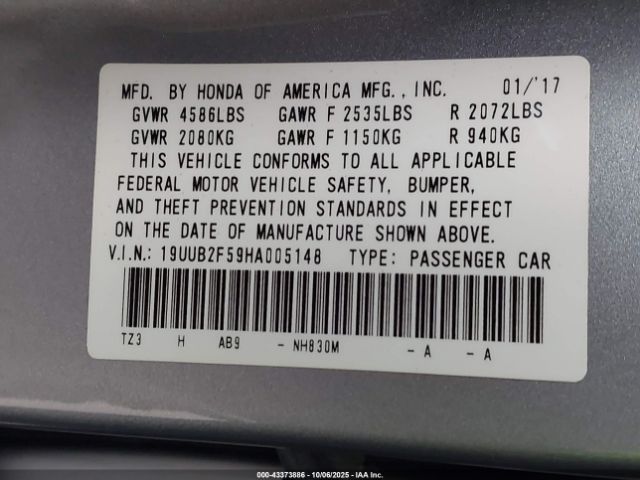 MFD. BY HONDA OF AMERICA MFG., INC. 01/'17
GVWR 4586LBS GAWR F 2535LBS R 2072LBS
GVWR 2080KG GAWR F 1150KG R 940KG
THIS VEHICLE CONFORMS TO ALL APPLICABLE
FEDERAL MOTOR VEHICLE SAFETY, BUMPER,
AND THEFT PREVENTION STANDARDS IN EFFECT
ON THE DATE OF MANUFACTURE SHOWN ABOVE.
V.I.N.: 19UUB2F59HA005148 TYPE: PASSENGER CAR
TZ3 H AB9 - NH830M - A - A
000-43373886 - 10/06/2025 - IAA Inc.